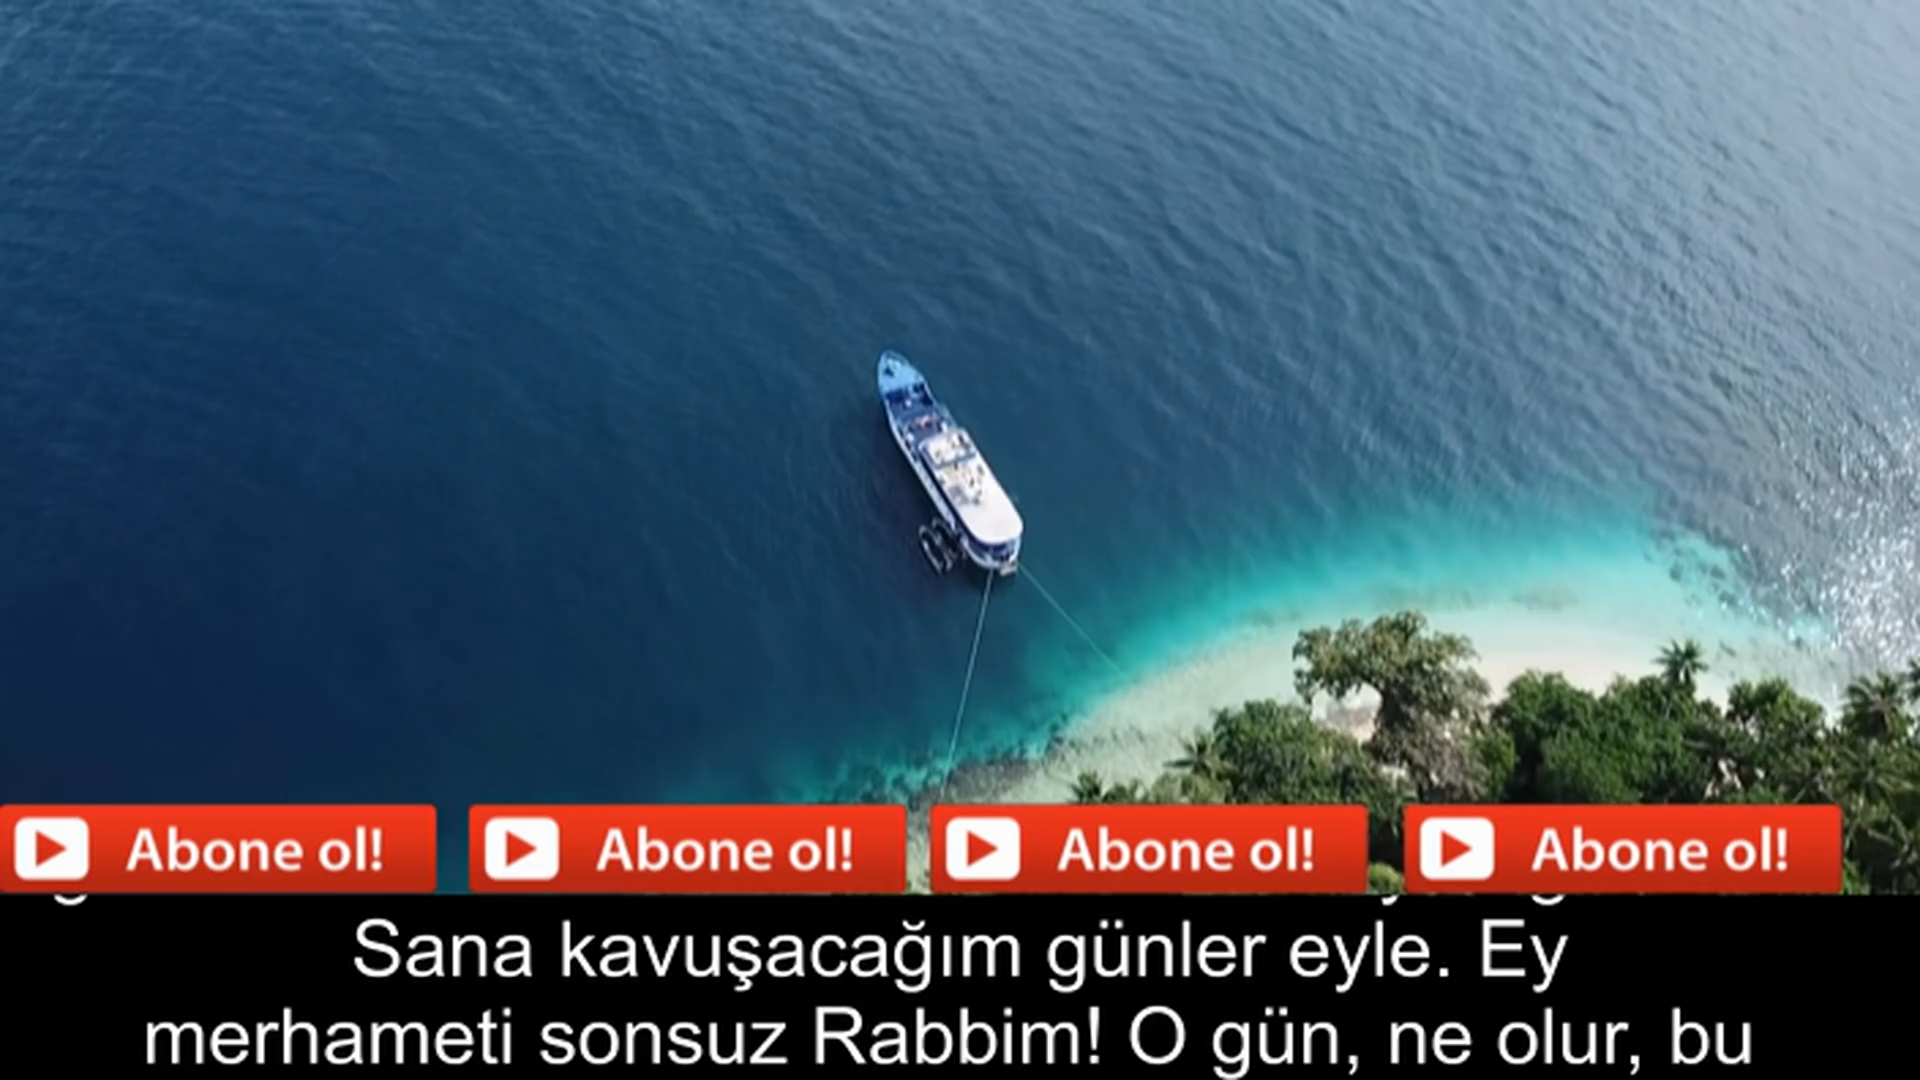 Abone ol! Abone ol! Abone ol! Abone ol!
Sana kavuşacağım günler eyle. Ey
merhameti sonsuz Rabbim! O gün, ne olur, bu